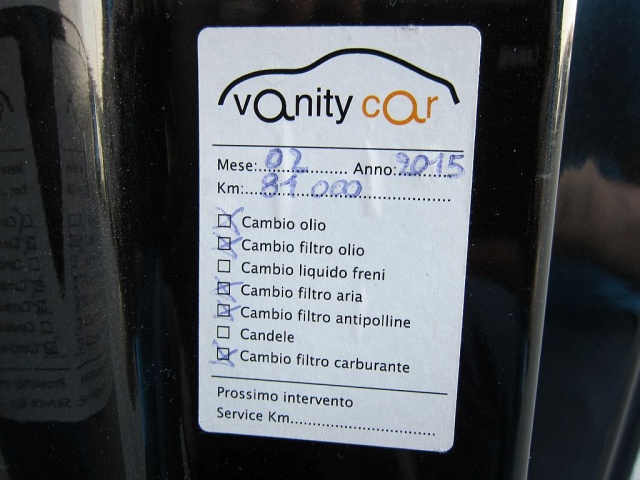 vanity car
Mese: 02 Anno: 2015
Km: 81 000
Cambio olio
Cambio filtro olio
Cambio liquido freni
Cambio filtro aria
Cambio filtro antipolline
Candele
Cambio filtro carburante
Prossimo intervento
Service Km